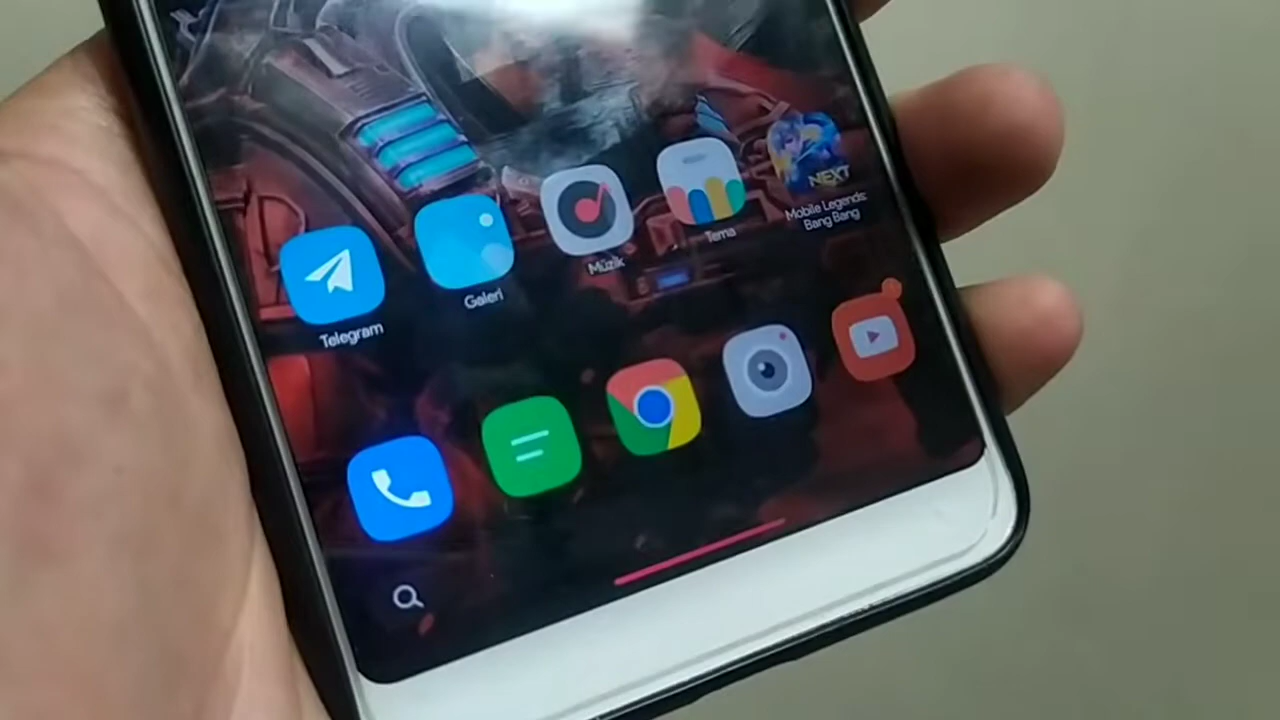 Telegram
Galeri
Müzik
Tema
NEXT
Mobile Legends:
Bang Bang